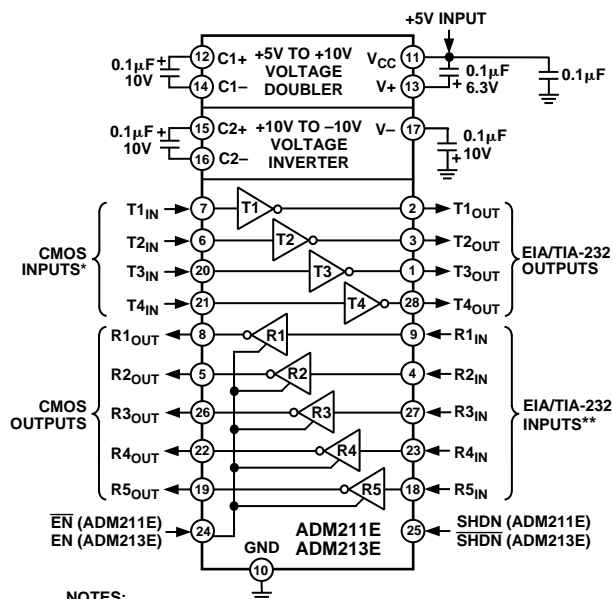 +5V INPUT
0.1µF
10V
+
12
C1+
+5V TO +10V
VOLTAGE
DOUBLER
14
C1–
VCC
11
V+
13
0.1µF
6.3V
+
0.1µF
0.1µF
10V
+
15
C2+
+10V TO –10V
VOLTAGE
INVERTER
16
C2–
V–
17
0.1µF
10V
+
CMOS
INPUTS*
T1IN
7
T1
2
T1OUT
T2IN
6
T2
3
T2OUT
T3IN
20
T3
1
T3OUT
T4IN
21
T4
28
T4OUT
EIA/TIA-232
OUTPUTS
CMOS
OUTPUTS
R1OUT
8
R1
9
R1IN
R2OUT
5
R2
4
R2IN
R3OUT
26
R3
27
R3IN
R4OUT
22
R4
23
R4IN
R5OUT
19
R5
18
R5IN
EIA/TIA-232
INPUTS**
E̅N̅ (ADM211E)
EN (ADM213E)
24
ADM211E
ADM213E
25
SHDN (ADM211E)
S̅H̅D̅N̅ (ADM213E)
GND
10
NOTES: